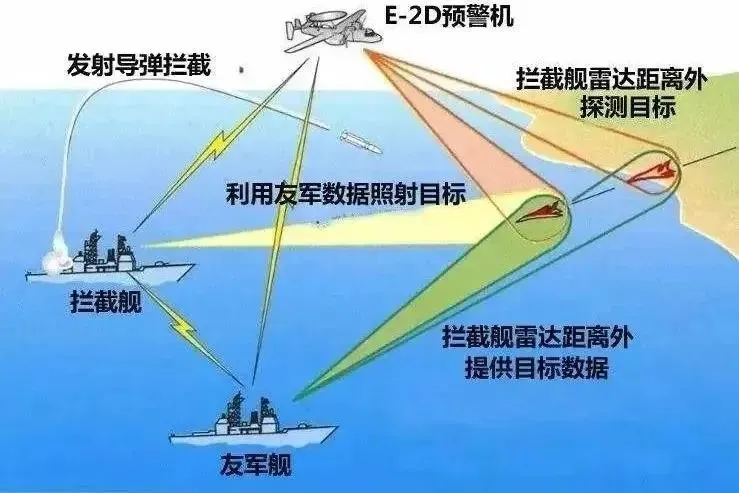 E-2D预警机
发射导弹拦截
拦截舰雷达距离外
探测目标
利用友军数据照射目标
拦截舰
拦截舰雷达距离外
提供目标数据
友军舰